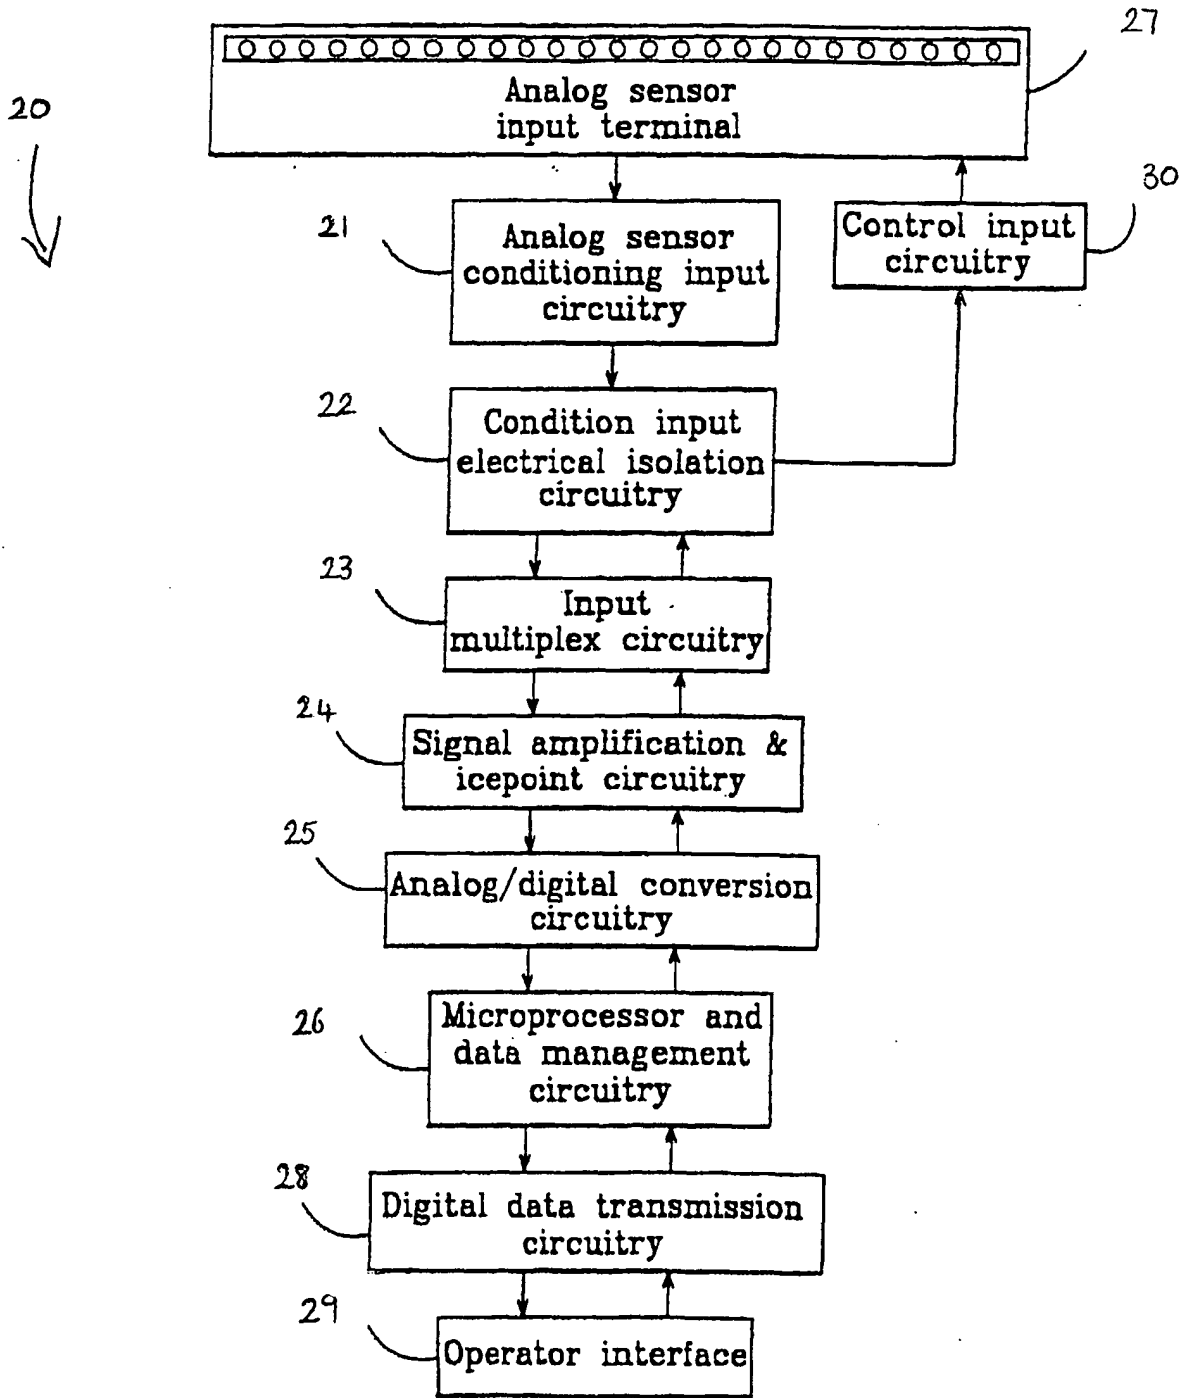 27
Analog sensor
input terminal
20
30
21
Analog sensor
conditioning input
circuitry
Control input
circuitry
22
Condition input
electrical isolation
circuitry
23
Input
multiplex circuitry
24
Signal amplification &
icepoint circuitry
25
Analog/digital conversion
circuitry
26
Microprocessor and
data management
circuitry
28
Digital data transmission
circuitry
29
Operator interface